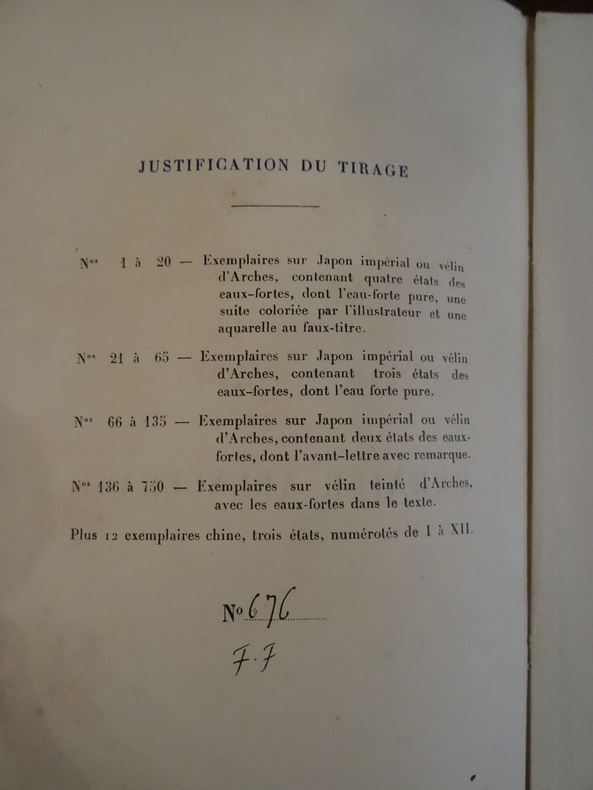 JUSTIFICATION DU TIRAGE
Nos 1 à 20 — Exemplaires sur Japon impérial ou vélin
d'Arches, contenant quatre états des
eaux-fortes, dont l'eau-forte pure, une
suite coloriée par l'illustrateur et une
aquarelle au faux-titre.
Nos 21 à 65 — Exemplaires sur Japon impérial ou vélin
d'Arches, contenant trois états des
eaux-fortes, dont l'eau forte pure.
Nos 66 à 135 — Exemplaires sur Japon impérial ou vélin
d'Arches, contenant deux états des eaux-
fortes, dont l'avant-lettre avec remarque.
Nos 136 à 750 — Exemplaires sur vélin teinté d'Arches,
avec les eaux-fortes dans le texte.
Plus 12 exemplaires chine, trois états, numérotés de I à XII.
No 676
F.F